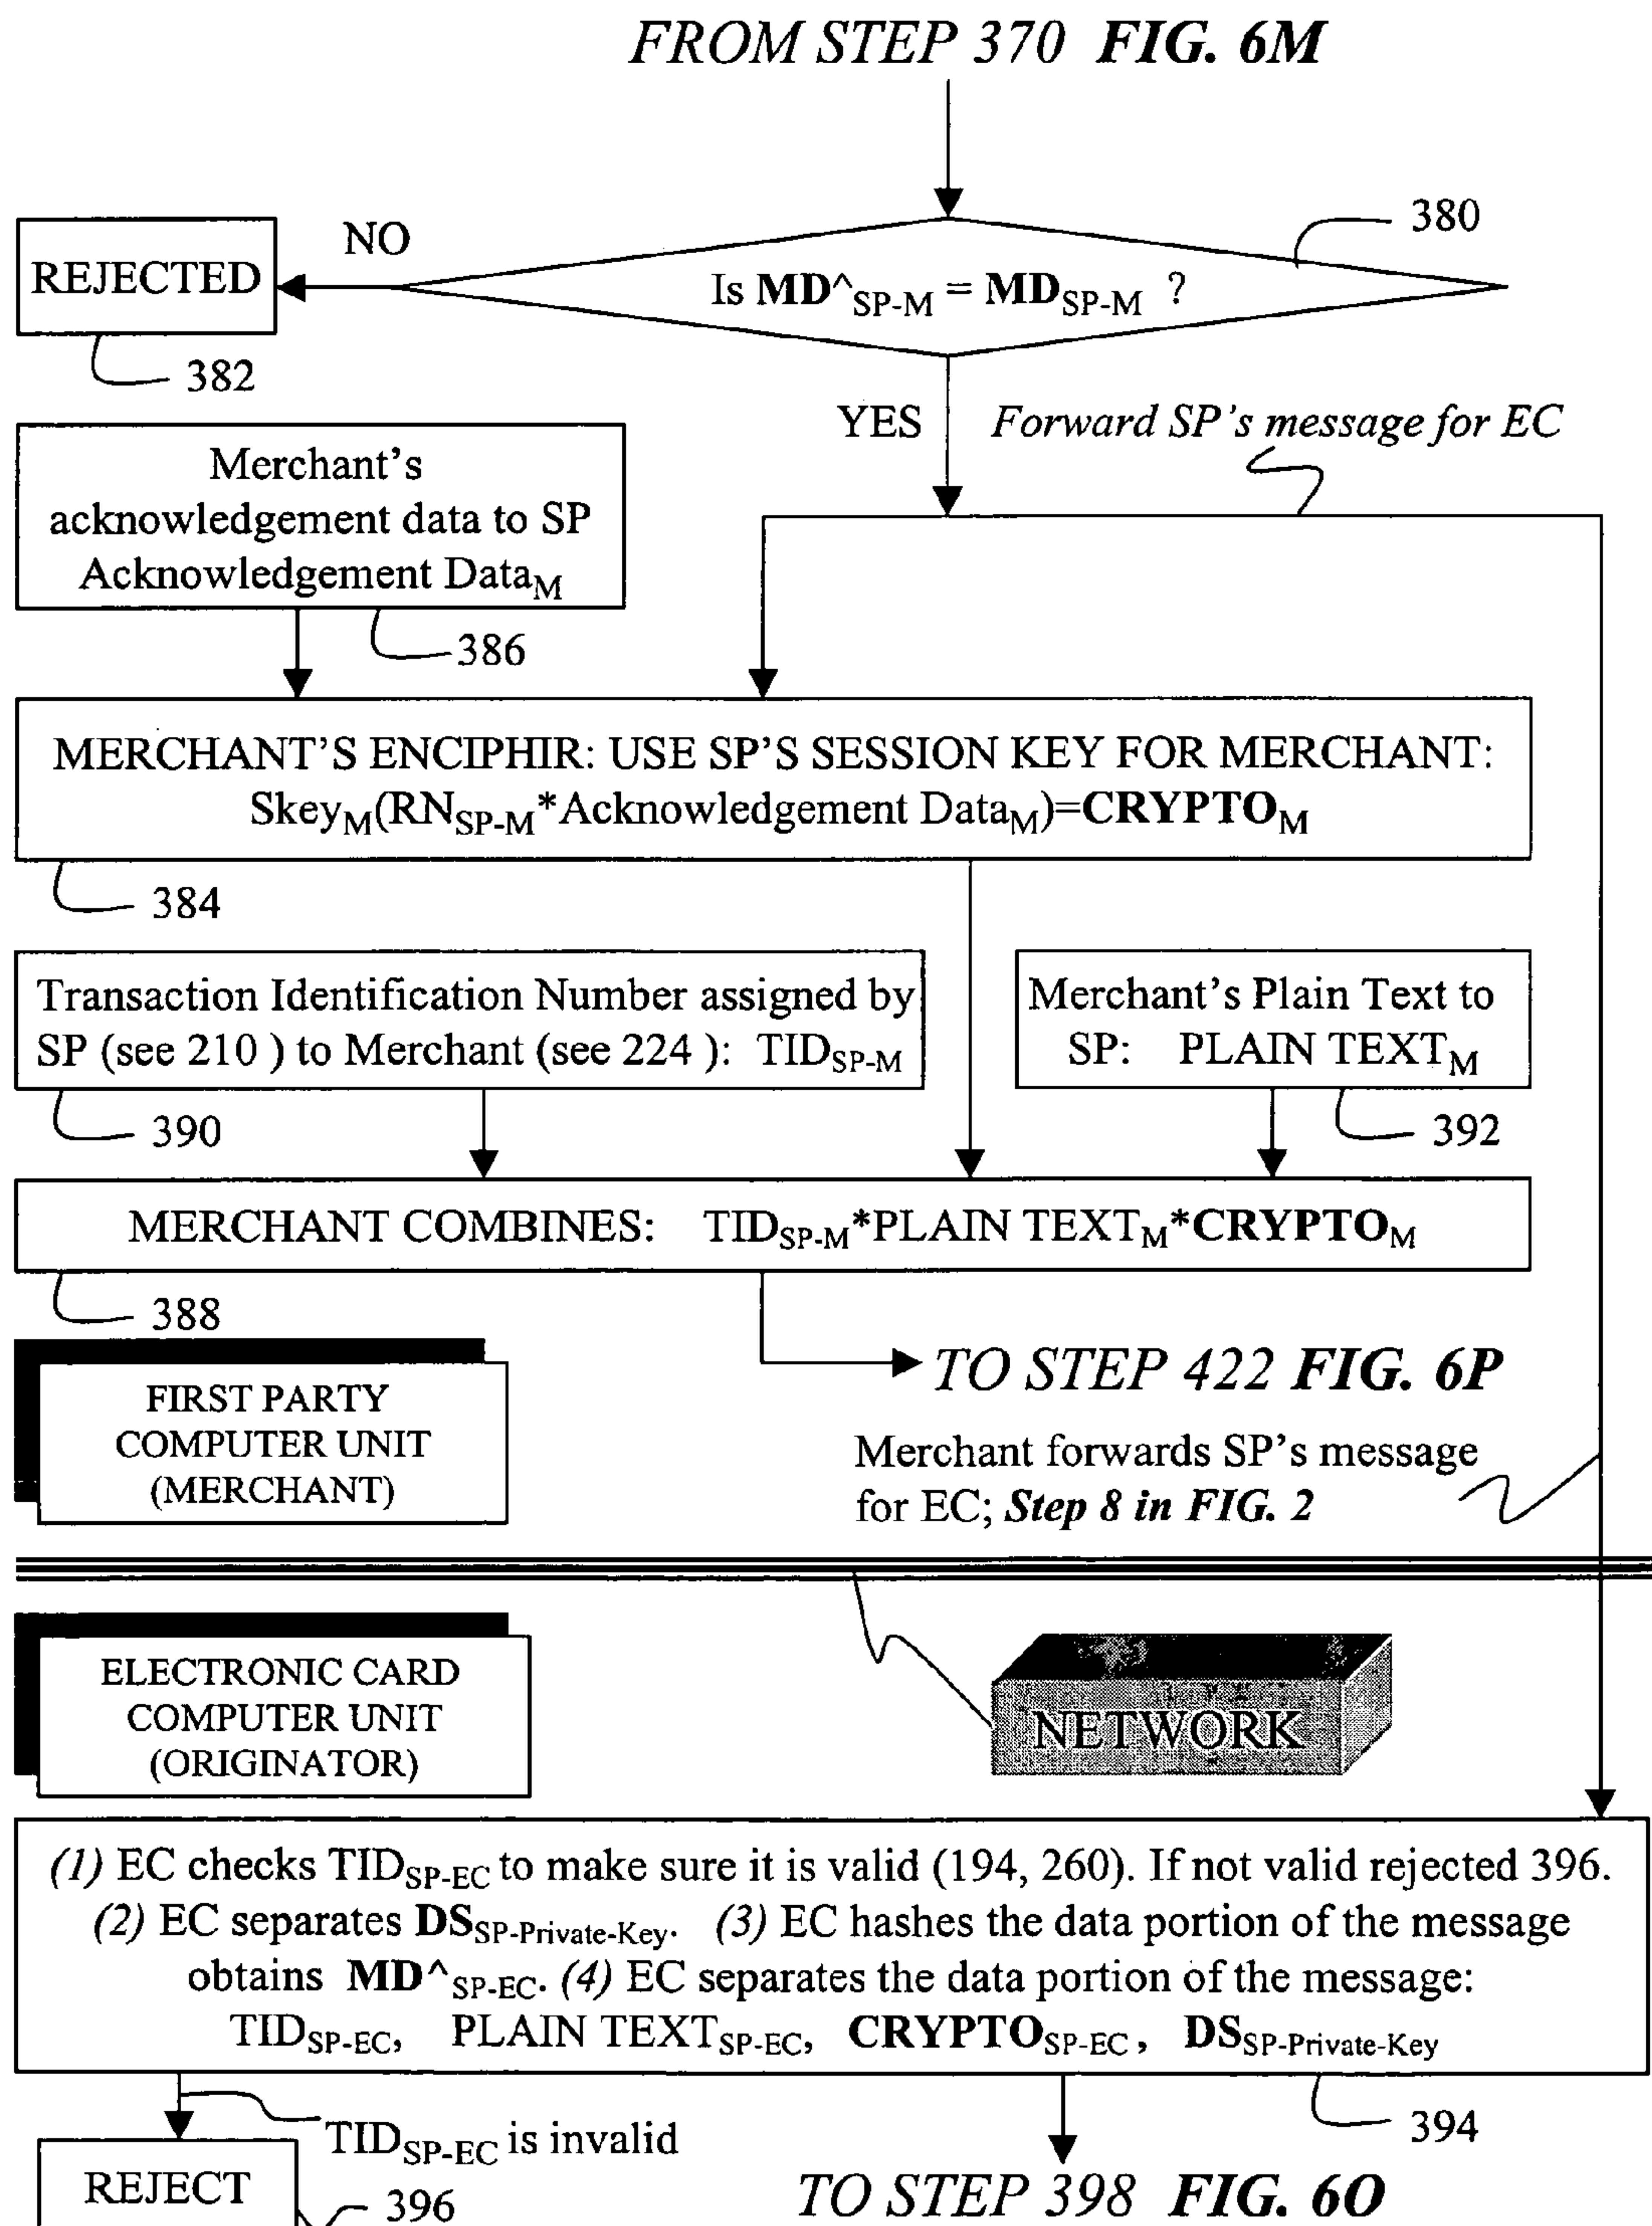 FROM STEP 370 FIG. 6M
380
NO
REJECTED
Is MD^SP-M = MDSP-M ?
382
YES
Forward SP's message for EC
Merchant's
acknowledgement data to SP
Acknowledgement DataM
386
MERCHANT'S ENCIPHIR: USE SP'S SESSION KEY FOR MERCHANT:
SkeyM(RNSP-M*Acknowledgement DataM)=CRYPTOM
384
Transaction Identification Number assigned by
SP (see 210 ) to Merchant (see 224 ): TIDSP-M
390
Merchant's Plain Text to
SP: PLAIN TEXTM
392
MERCHANT COMBINES: TIDSP-M*PLAIN TEXTM*CRYPTOM
388
TO STEP 422 FIG. 6P
FIRST PARTY
COMPUTER UNIT
(MERCHANT)
Merchant forwards SP's message
for EC; Step 8 in FIG. 2
ELECTRONIC CARD
COMPUTER UNIT
(ORIGINATOR)
NETWORK
(1) EC checks TIDSP-EC to make sure it is valid (194, 260). If not valid rejected 396.
(2) EC separates DSSP-Private-Key. (3) EC hashes the data portion of the message
obtains MD^SP-EC. (4) EC separates the data portion of the message:
TIDSP-EC, PLAIN TEXTSP-EC, CRYPTOSP-EC, DSSP-Private-Key
394
TIDSP-EC is invalid
REJECT
396
TO STEP 398 FIG. 6O